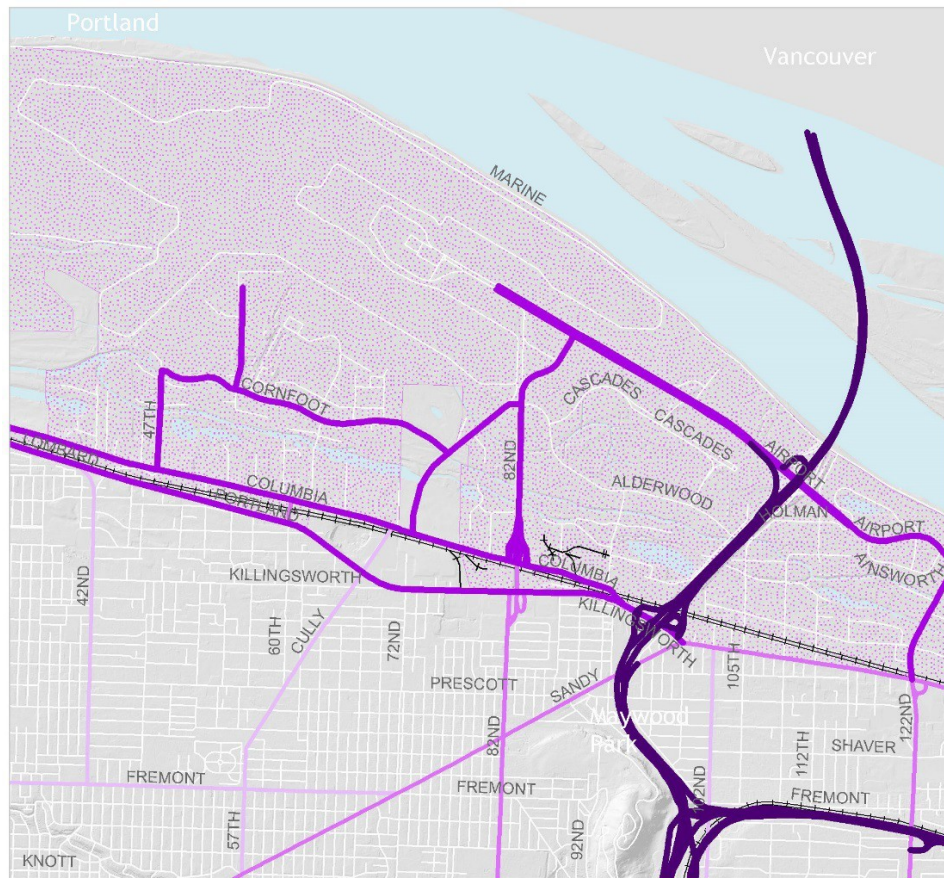 Portland
Vancouver
MARINE
CASCADES
CASCADES
CORNFOOT
47TH
82ND
AIRPORT
LOMBARD
COLUMBIA
PORTLAND
ALDERWOOD
HOLMAN
AIRPORT
AINSWORTH
COLUMBIA
KILLINGSWORTH
KILLINGSWORTH
42ND
60TH
CULLY
72ND
105TH
PRESCOTT
SANDY
122ND
Maywood
Park
82ND
112TH
SHAVER
FREMONT
FREMONT
102ND
FREMONT
57TH
92ND
KNOTT